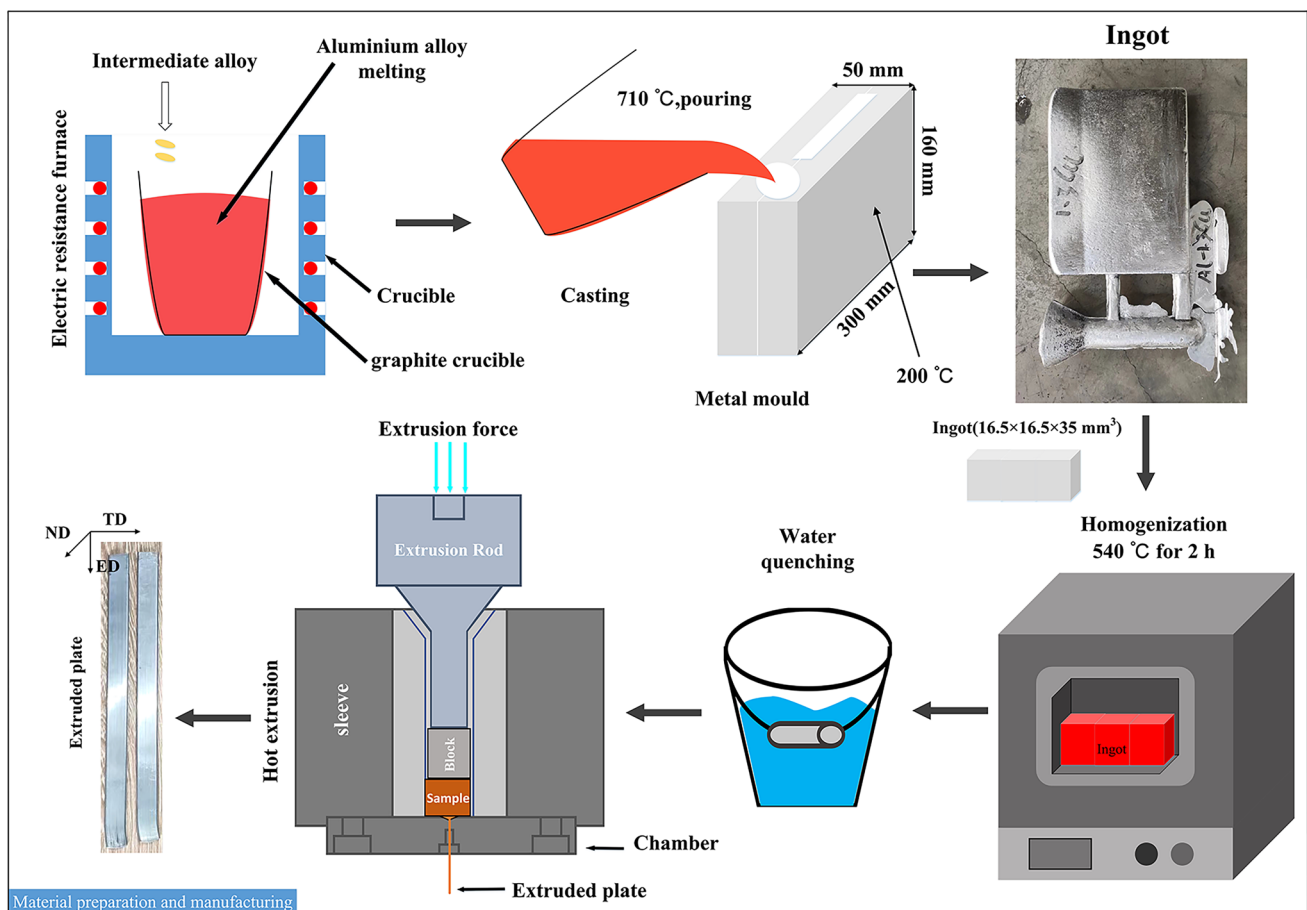 Intermediate alloy
Aluminium alloy
melting
Electric resistance furnace
Crucible
graphite crucible
710 ℃,pouring
Casting
50 mm
160 mm
300 mm
200 ℃
Metal mould
Ingot
1-3Cu
Ingot(16.5×16.5×35 mm³)
Homogenization
540 ℃ for 2 h
Ingot
Water
quenching
Extrusion force
Extrusion Rod
Hot extrusion
sleeve
Block
Sample
Chamber
Extruded plate
ND
TD
ED
Extruded plate
Material preparation and manufacturing